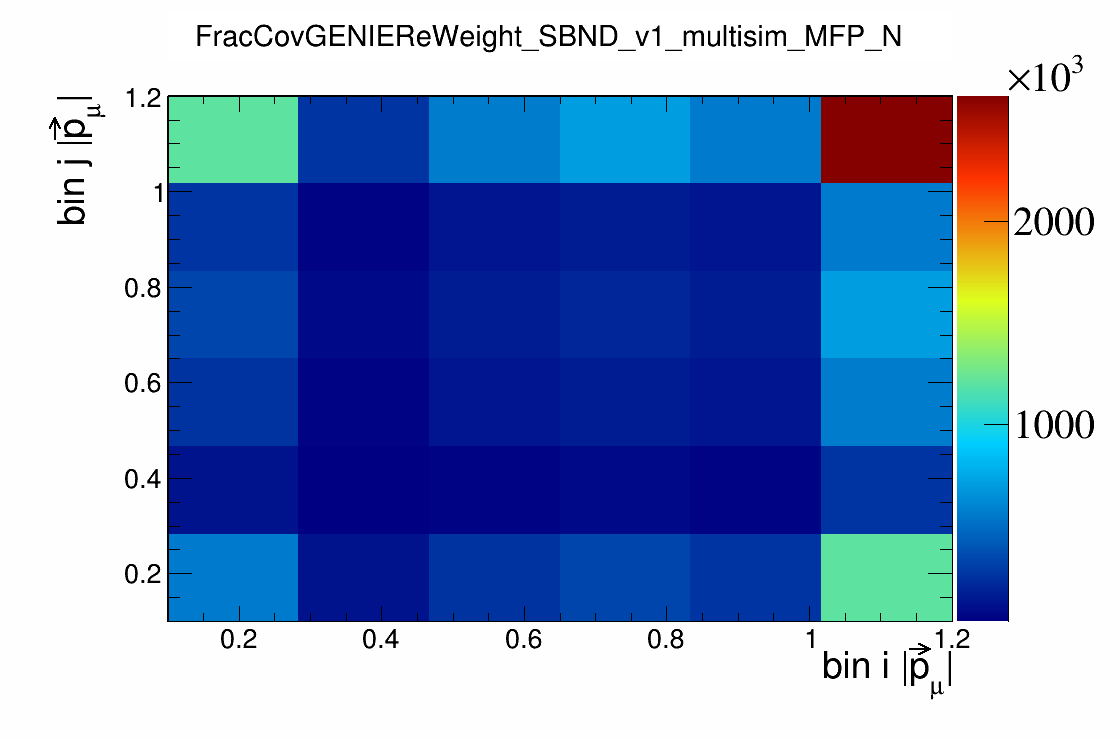 FracCovGENIEReWeight_SBND_v1_multisim_MFP_N
×10³
bin j |p⃗μ|
1.2
1
0.8
0.6
0.4
0.2
2000
1000
0.2 0.4 0.6 0.8 1 1.2
bin i |p⃗μ|